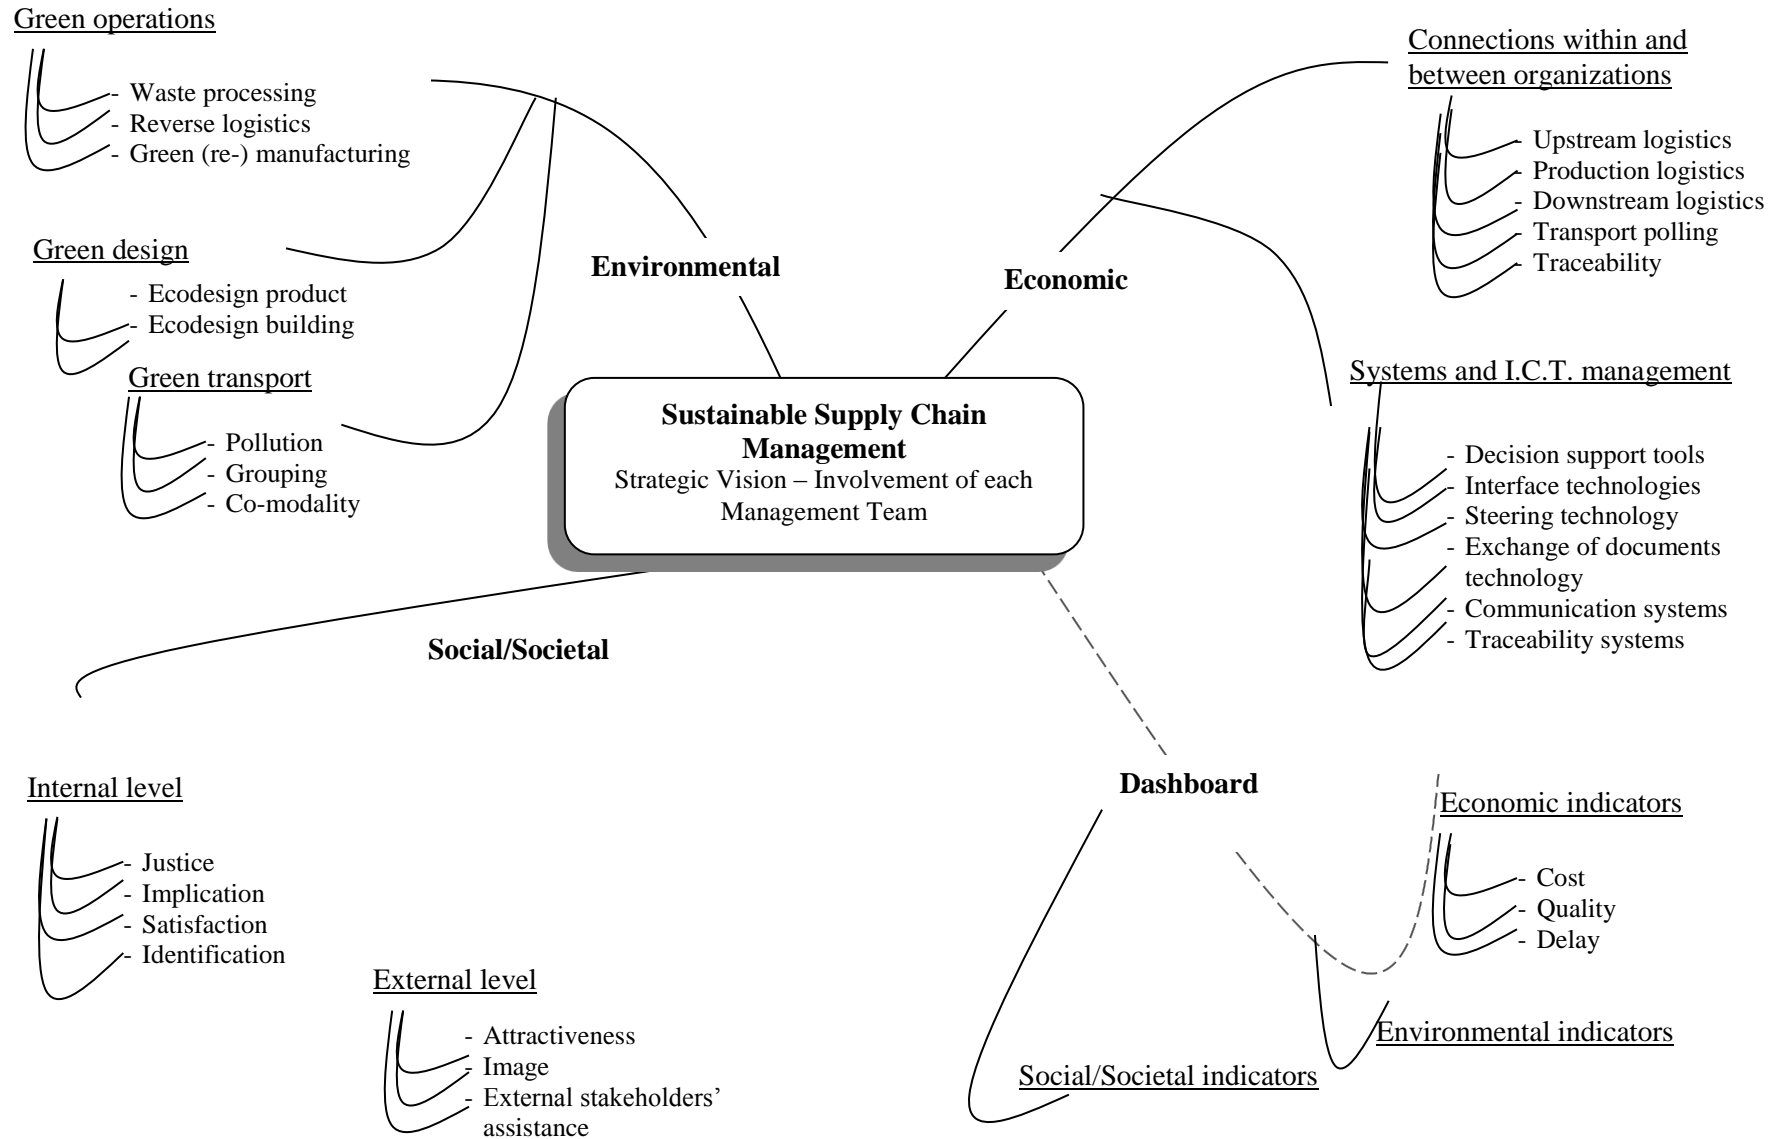 Green operations
- Waste processing
- Reverse logistics
- Green (re-) manufacturing
Green design
- Ecodesign product
- Ecodesign building
Green transport
- Pollution
- Grouping
- Co-modality
Environmental
Economic
Connections within and
between organizations
- Upstream logistics
- Production logistics
- Downstream logistics
- Transport polling
- Traceability
Systems and I.C.T. management
- Decision support tools
- Interface technologies
- Steering technology
- Exchange of documents
technology
- Communication systems
- Traceability systems
Sustainable Supply Chain
Management
Strategic Vision – Involvement of each
Management Team
Social/Societal
Internal level
- Justice
- Implication
- Satisfaction
- Identification
External level
- Attractiveness
- Image
- External stakeholders’
assistance
Dashboard
Economic indicators
- Cost
- Quality
- Delay
Environmental indicators
Social/Societal indicators